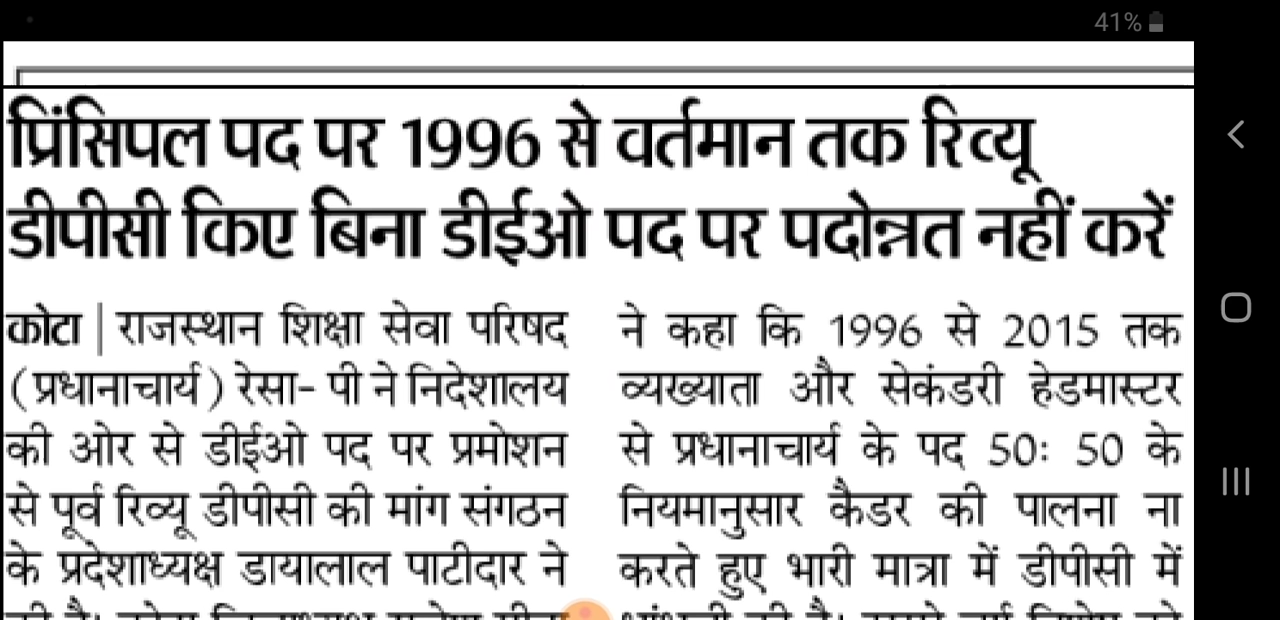 41%
प्रिंसिपल पद पर 1996 से वर्तमान तक रिव्यू
डीपीसी किए बिना डीईओ पद पर पदोन्नत नहीं करें
कोटा | राजस्थान शिक्षा सेवा परिषद
(प्रधानाचार्य) रेसा- पी ने निदेशालय
की ओर से डीईओ पद पर प्रमोशन
से पूर्व रिव्यू डीपीसी की मांग संगठन
के प्रदेशाध्यक्ष डायालाल पाटीदार ने
ने कहा कि 1996 से 2015 तक
व्यख्याता और सेकंडरी हेडमास्टर
से प्रधानाचार्य के पद 50: 50 के
नियमानुसार कैडर की पालना ना
करते हुए भारी मात्रा में डीपीसी में